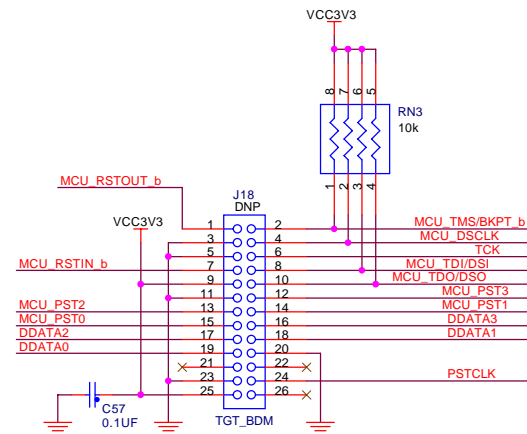 VCC3V3
8 7 6 5
RN3
10k
1 2 3 4
MCU_RSTOUT_b
J18
DNP
VCC3V3
1 2 MCU_TMS/BKPT_b
3 4 MCU_DSCLK
5 6 TCK
MCU_RSTIN_b 7 8 MCU_TDI/DSI
9 10 MCU_TDO/DSO
11 12 MCU_PST3
MCU_PST2 13 14 MCU_PST1
MCU_PST0 15 16 DDATA3
DDATA2 17 18 DDATA1
DDATA0 19 20
21 22
23 24 PSTCLK
25 26
C57
0.1UF
TGT_BDM